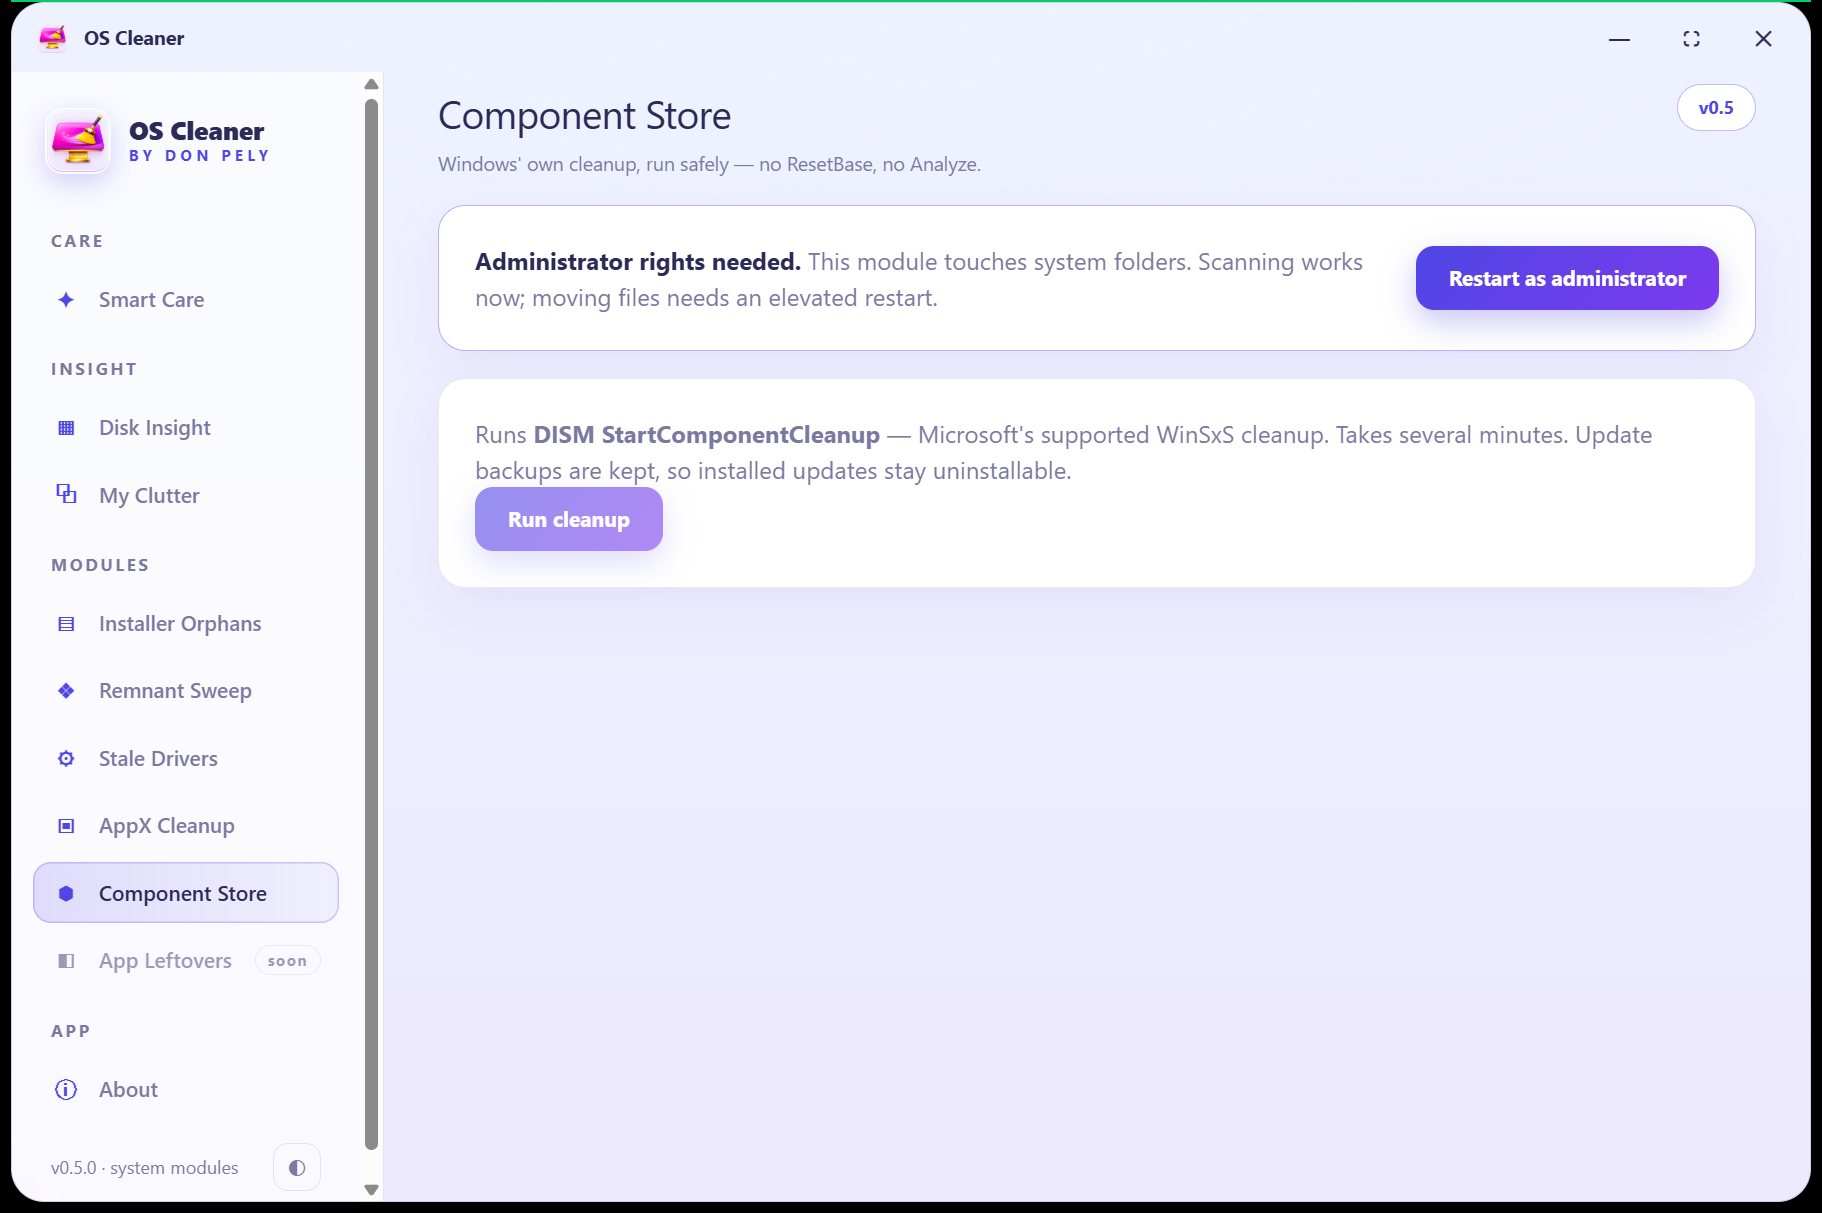 OS Cleaner
OS Cleaner
BY DON PELY
CARE
Smart Care
INSIGHT
Disk Insight
My Clutter
MODULES
Installer Orphans
Remnant Sweep
Stale Drivers
AppX Cleanup
Component Store
App Leftovers soon
APP
About
v0.5.0 · system modules
Component Store
v0.5
Windows' own cleanup, run safely — no ResetBase, no Analyze.
Administrator rights needed. This module touches system folders. Scanning works
now; moving files needs an elevated restart.
Restart as administrator
Runs DISM StartComponentCleanup — Microsoft's supported WinSxS cleanup. Takes several minutes. Update
backups are kept, so installed updates stay uninstallable.
Run cleanup